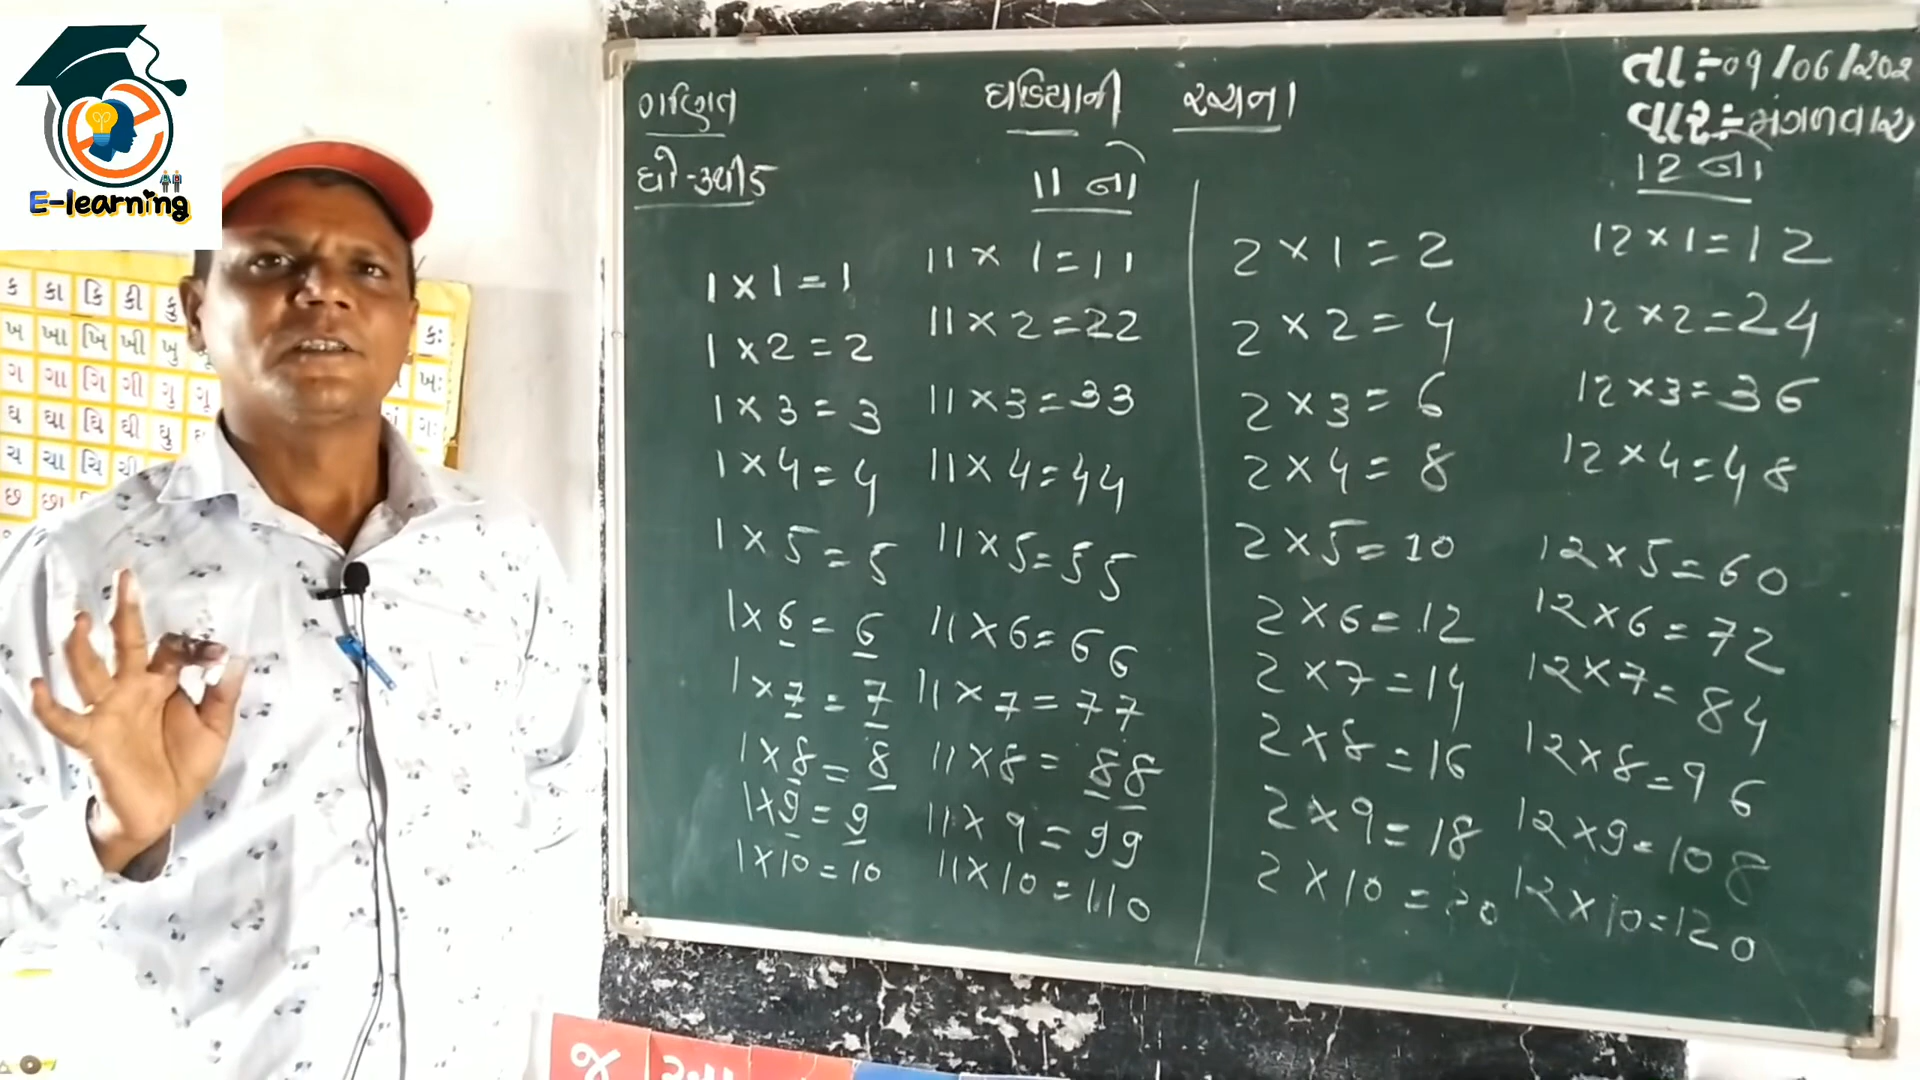 E-learning
ગણિત
ઘડિયાની રચના
તા:-09/06/202
વાર:-મંગળવાર
11 નો
12 નો
1 × 1 = 1
1 × 2 = 2
1 × 3 = 3
1 × 4 = 4
1 × 5 = 5
1 × 6 = 6
1 × 7 = 7
1 × 8 = 8
1 × 9 = 9
1 × 10 = 10
11 × 1 = 11
11 × 2 = 22
11 × 3 = 33
11 × 4 = 44
11 × 5 = 55
11 × 6 = 66
11 × 7 = 77
11 × 8 = 88
11 × 9 = 99
11 × 10 = 110
2 × 1 = 2
2 × 2 = 4
2 × 3 = 6
2 × 4 = 8
2 × 5 = 10
2 × 6 = 12
2 × 7 = 14
2 × 8 = 16
2 × 9 = 18
2 × 10 = 20
12 × 1 = 12
12 × 2 = 24
12 × 3 = 36
12 × 4 = 48
12 × 5 = 60
12 × 6 = 72
12 × 7 = 84
12 × 8 = 96
12 × 9 = 108
12 × 10 = 120
ક કા કિ કી કુ
કઃ
ખ ખા ખિ ખી ખુ
ખઃ
ગ ગા ગિ ગી ગુ ગૂ
ગઃ
ઘ ઘા ઘિ ઘી ઘુ
ચ ચા ચિ ચી
છ છા